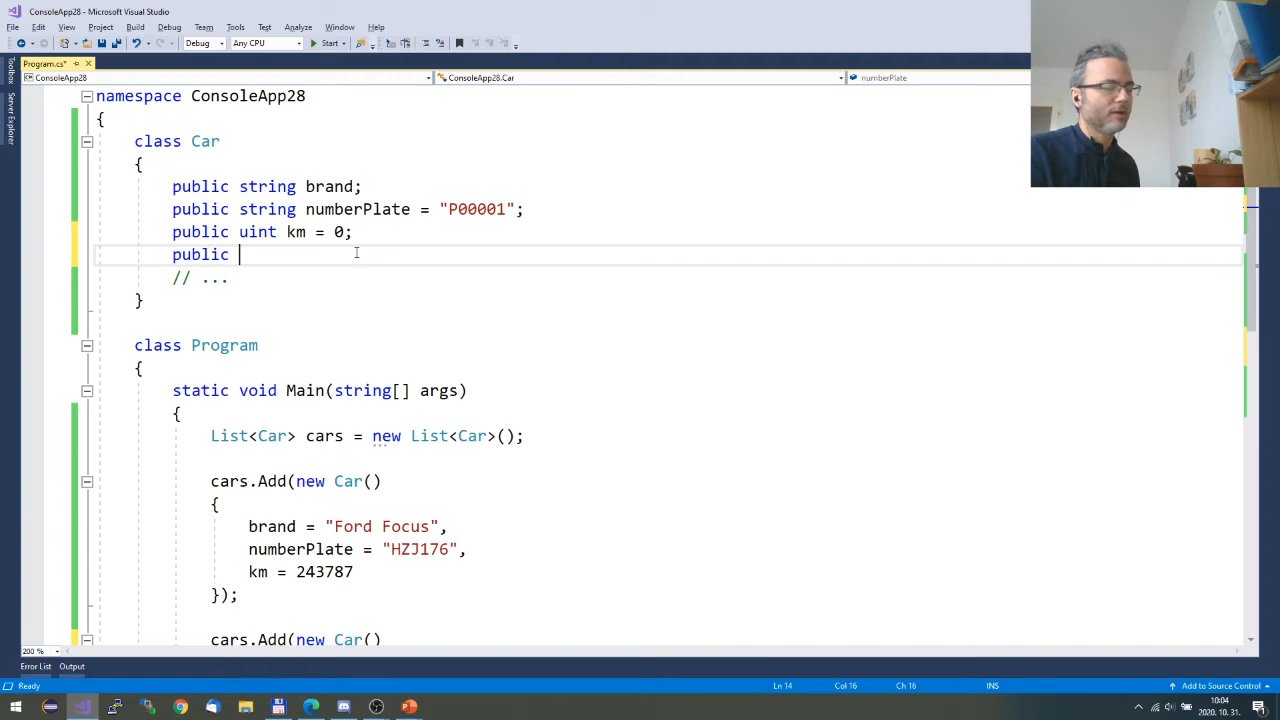 ConsoleApp28 - Microsoft Visual Studio
File Edit View Project Build Debug Team Tools Test Analyze Window Help
Debug Any CPU Start
Program.cs*
ConsoleApp28 ConsoleApp28.Car numberPlate
Toolbox
Server Explorer
namespace ConsoleApp28
{
class Car
{
public string brand;
public string numberPlate = "P00001";
public uint km = 0;
public
// ...
}
class Program
{
static void Main(string[] args)
{
List<Car> cars = new List<Car>();
cars.Add(new Car()
{
brand = "Ford Focus",
numberPlate = "HZJ176",
km = 243787
});
cars.Add(new Car()
200 %
Error List Output
Ready Ln 14 Col 16 Ch 16 INS Add to Source Control
10:04
2020. 10. 31.